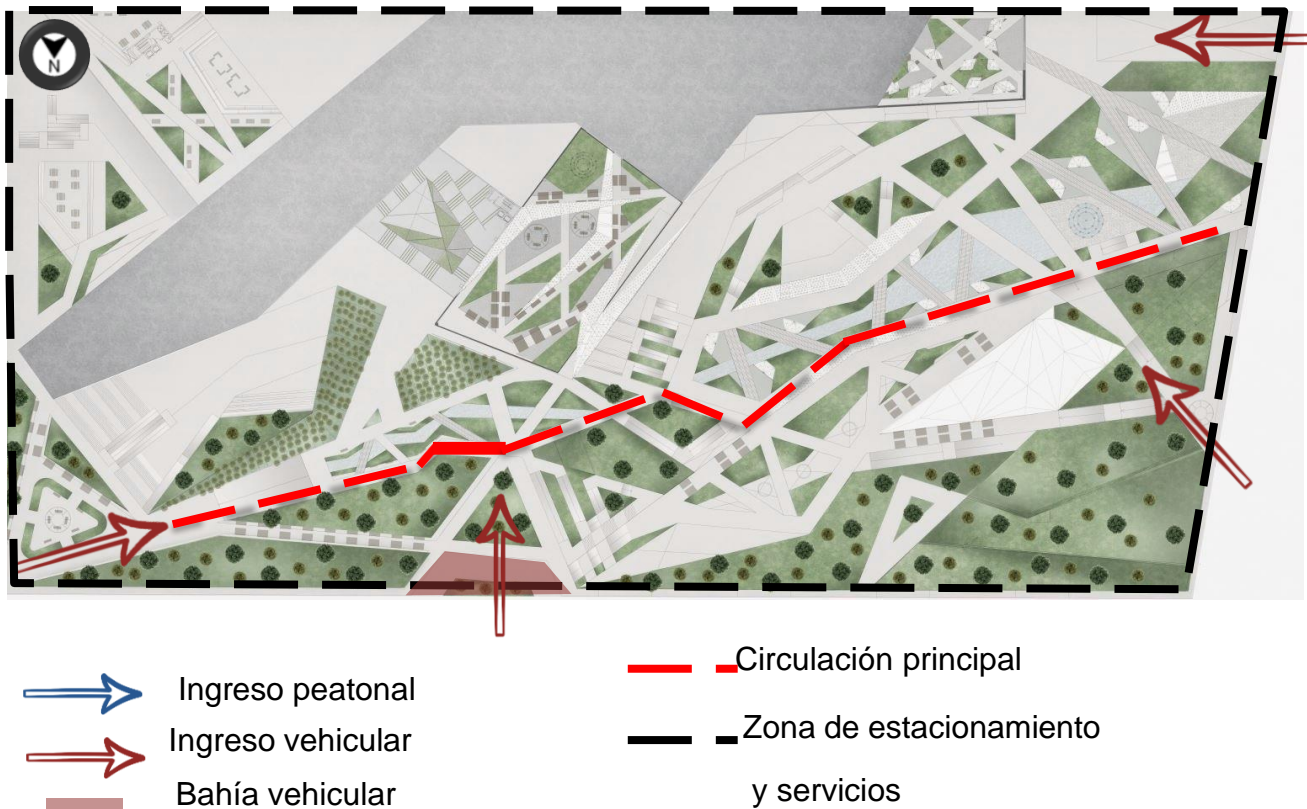 N
Ingreso peatonal
Ingreso vehicular
Bahía vehicular
Circulación principal
Zona de estacionamiento
y servicios